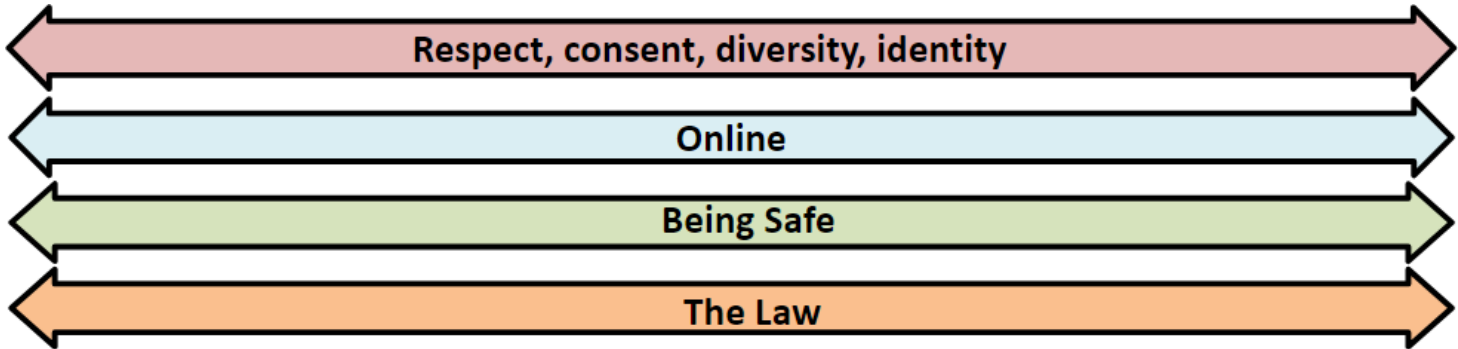 Respect, consent, diversity, identity
Online
Being Safe
The Law